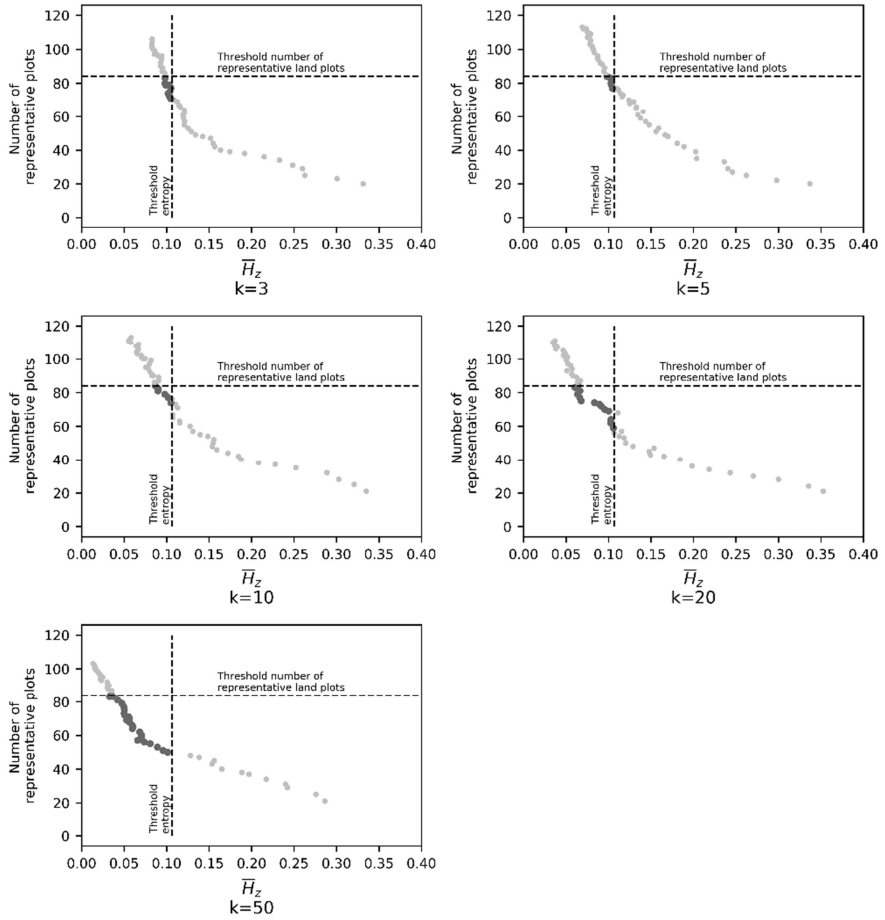 Number of
representative plots
120
100
80
60
40
20
0
Threshold number of
representative land plots
Threshold
entropy
0.00 0.05 0.10 0.15 0.20 0.25 0.30 0.35 0.40
H̅z
k=3
Number of
representative plots
120
100
80
60
40
20
0
Threshold number of
representative land plots
Threshold
entropy
0.00 0.05 0.10 0.15 0.20 0.25 0.30 0.35 0.40
H̅z
k=5
Number of
representative plots
120
100
80
60
40
20
0
Threshold number of
representative land plots
Threshold
entropy
0.00 0.05 0.10 0.15 0.20 0.25 0.30 0.35 0.40
H̅z
k=10
Number of
representative plots
120
100
80
60
40
20
0
Threshold number of
representative land plots
Threshold
entropy
0.00 0.05 0.10 0.15 0.20 0.25 0.30 0.35 0.40
H̅z
k=20
Number of
representative plots
120
100
80
60
40
20
0
Threshold number of
representative land plots
Threshold
entropy
0.00 0.05 0.10 0.15 0.20 0.25 0.30 0.35 0.40
H̅z
k=50